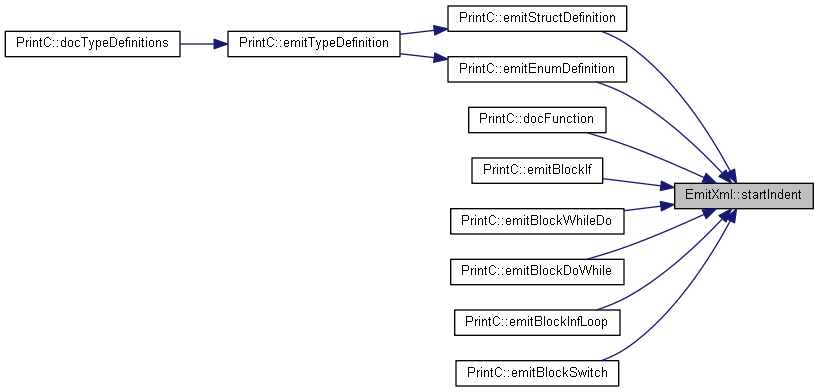 PrintC::emitStructDefinition
PrintC::docTypeDefinitions
PrintC::emitTypeDefinition
PrintC::emitEnumDefinition
PrintC::docFunction
PrintC::emitBlockIf
EmitXml::startIndent
PrintC::emitBlockWhileDo
PrintC::emitBlockDoWhile
PrintC::emitBlockInfLoop
PrintC::emitBlockSwitch